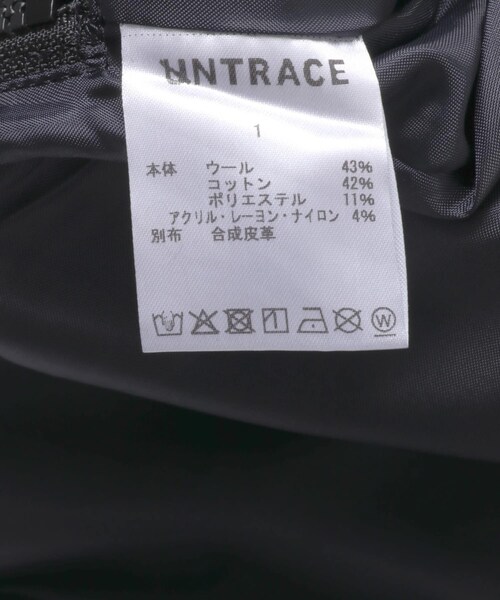 UNTRACE
1
本体 ウール 43%
コットン 42%
ポリエステル 11%
アクリル・レーヨン・ナイロン 4%
別布 合成皮革
W